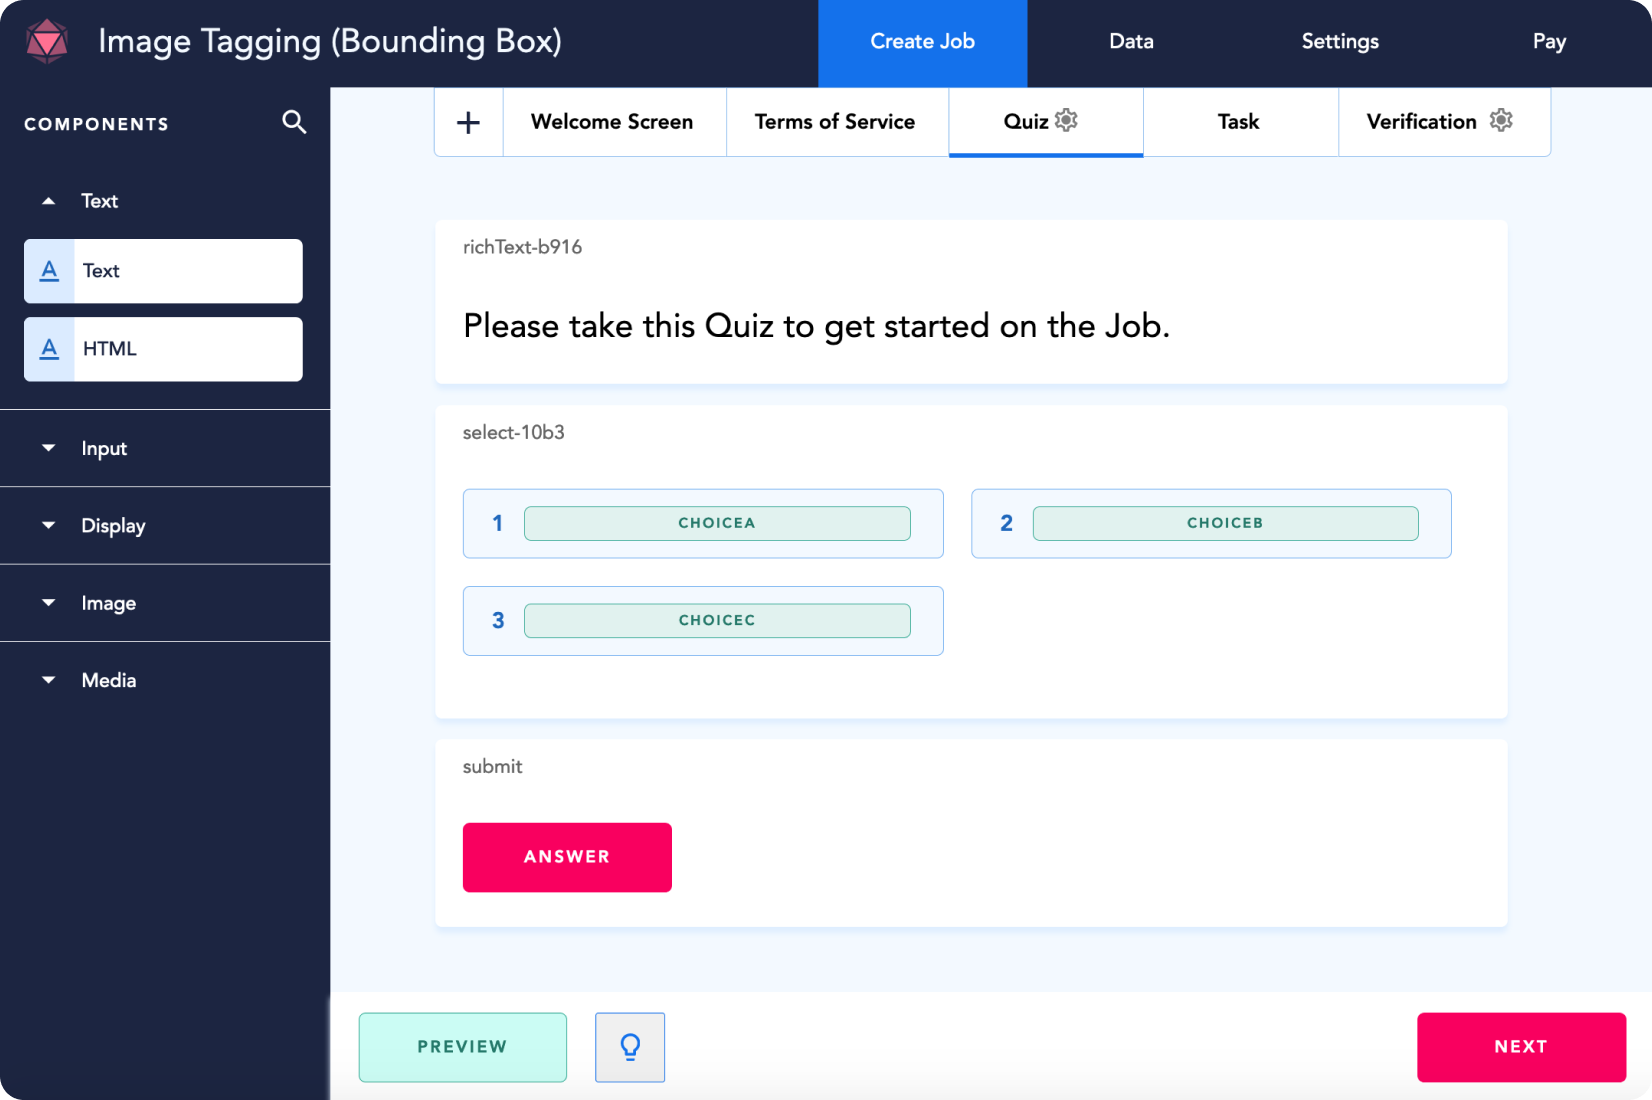 Image Tagging (Bounding Box)
Create Job
Data
Settings
Pay
COMPONENTS
Text
A Text
A HTML
Input
Display
Image
Media
+
Welcome Screen
Terms of Service
Quiz
Task
Verification
richText-b916
Please take this Quiz to get started on the Job.
select-10b3
1 CHOICEA
2 CHOICEB
3 CHOICEC
submit
ANSWER
PREVIEW
NEXT